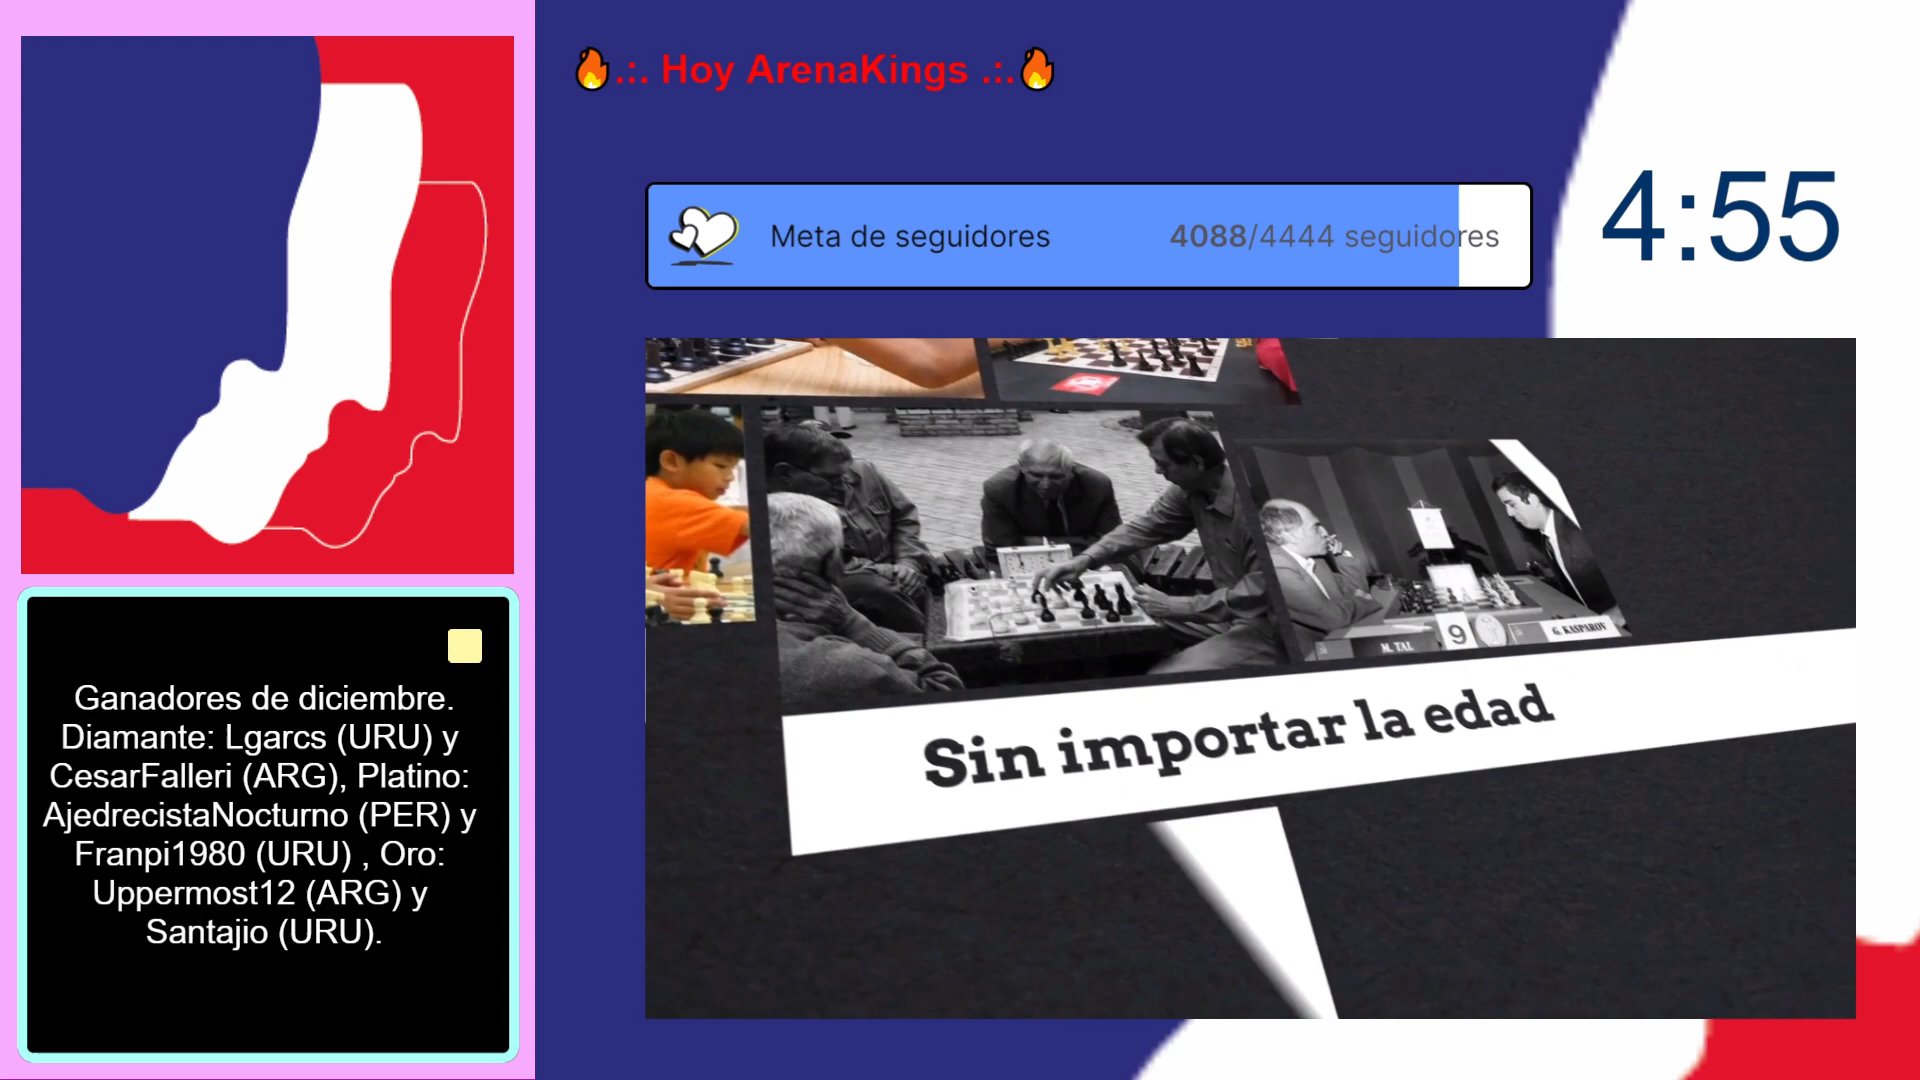 🔥.:. Hoy ArenaKings .:.🔥
Meta de seguidores
4088/4444 seguidores
4:55
M. TAL
9
G. KASPAROV
Sin importar la edad
Ganadores de diciembre.
Diamante: Lgarcs (URU) y
CesarFalleri (ARG), Platino:
AjedrecistaNocturno (PER) y
Franpi1980 (URU) , Oro:
Uppermost12 (ARG) y
Santajio (URU).